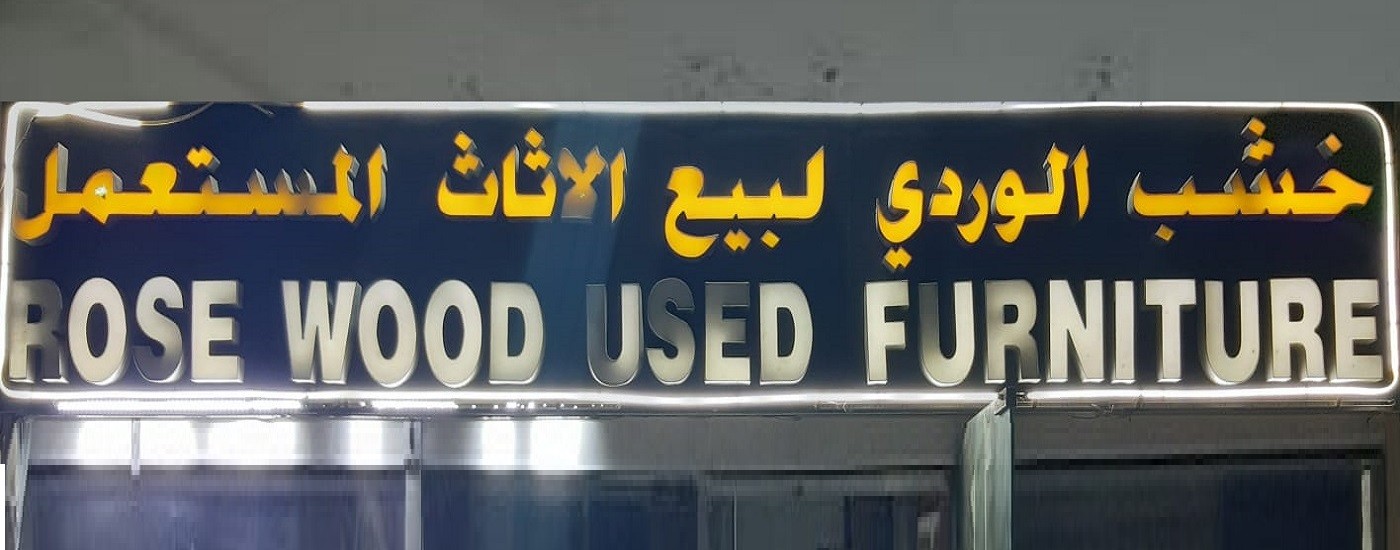 خشب الوردي لبيع الاثاث المستعمل
ROSE WOOD USED FURNITURE